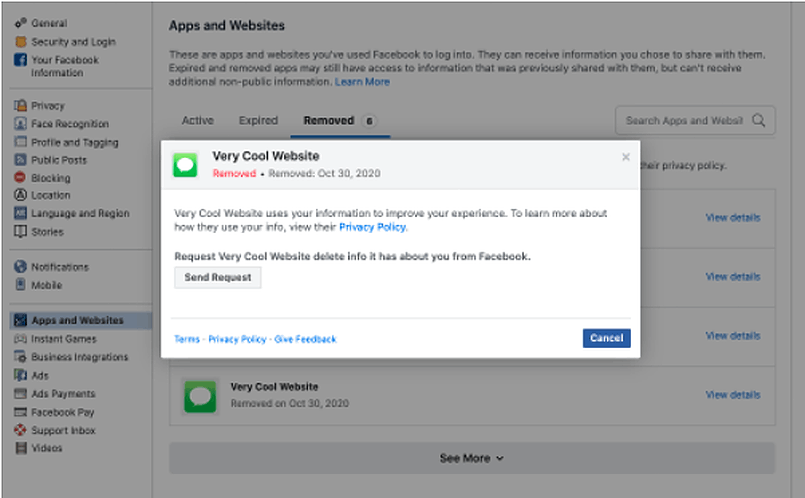 General
Security and Login
Your Facebook
Information
Privacy
Face Recognition
Profile and Tagging
Public Posts
Blocking
Location
Language and Region
Stories
Notifications
Mobile
Apps and Websites
Instant Games
Business Integrations
Ads
Ads Payments
Facebook Pay
Support Inbox
Videos
Apps and Websites
These are apps and websites you've used Facebook to log into. They can receive information you chose to share with them.
Expired and removed apps may still have access to information that was previously shared with them, but can't receive
additional non-public information. Learn More
Active Expired Removed 6
Search Apps and Websit
their privacy policy.
Very Cool Website
Removed • Removed: Oct 30, 2020
Very Cool Website uses your information to improve your experience. To learn more about
how they use your info, view their Privacy Policy.
Request Very Cool Website delete info it has about you from Facebook.
Send Request
Terms · Privacy Policy · Give Feedback
Cancel
View details
View details
View details
Very Cool Website
Removed on Oct 30, 2020
View details
See More